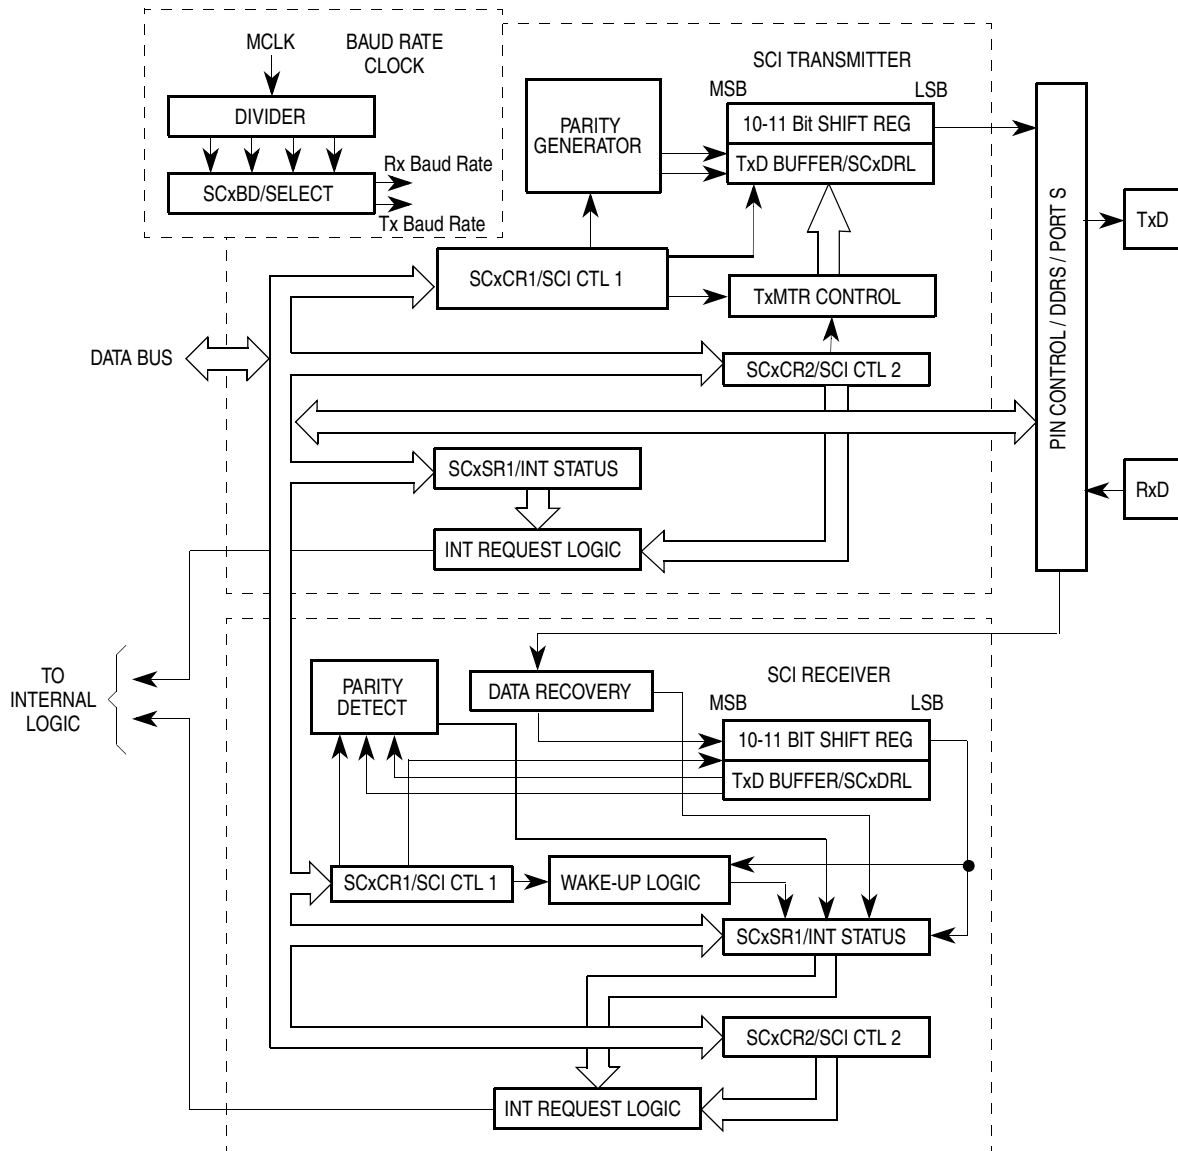 MCLK
BAUD RATE
CLOCK
DIVIDER
SCxBD/SELECT
Rx Baud Rate
Tx Baud Rate
SCI TRANSMITTER
MSB
LSB
PARITY
GENERATOR
10-11 Bit SHIFT REG
TxD BUFFER/SCxDRL
SCxCR1/SCI CTL 1
TxMTR CONTROL
SCxCR2/SCI CTL 2
DATA BUS
PIN CONTROL / DDRS / PORT S
TxD
RxD
SCxSR1/INT STATUS
INT REQUEST LOGIC
TO
INTERNAL
LOGIC
SCI RECEIVER
PARITY
DETECT
DATA RECOVERY
MSB
LSB
10-11 BIT SHIFT REG
TxD BUFFER/SCxDRL
SCxCR1/SCI CTL 1
WAKE-UP LOGIC
SCxSR1/INT STATUS
SCxCR2/SCI CTL 2
INT REQUEST LOGIC